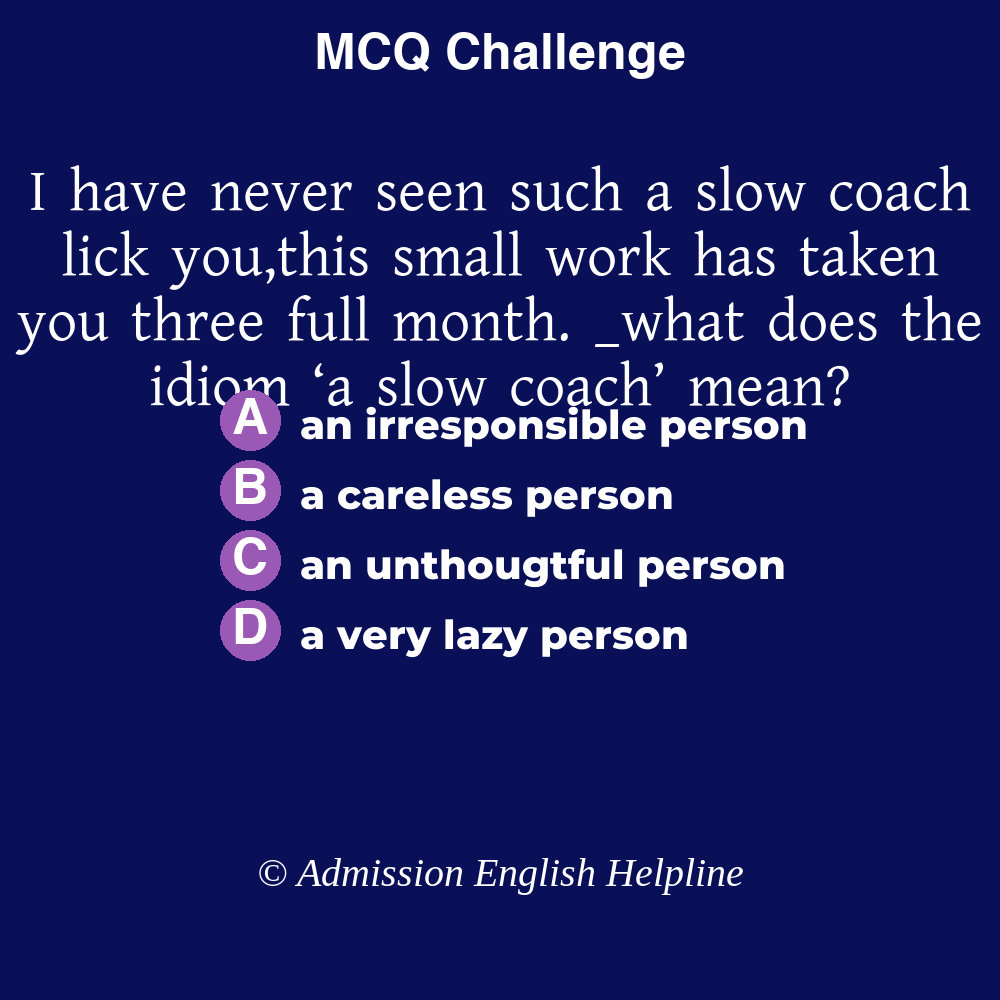 MCQ Challenge
I have never seen such a slow coach
lick you,this small work has taken
you three full month. _what does the
idiom ‘a slow coach’ mean?
A an irresponsible person
B a careless person
C an unthougtful person
D a very lazy person
© Admission English Helpline